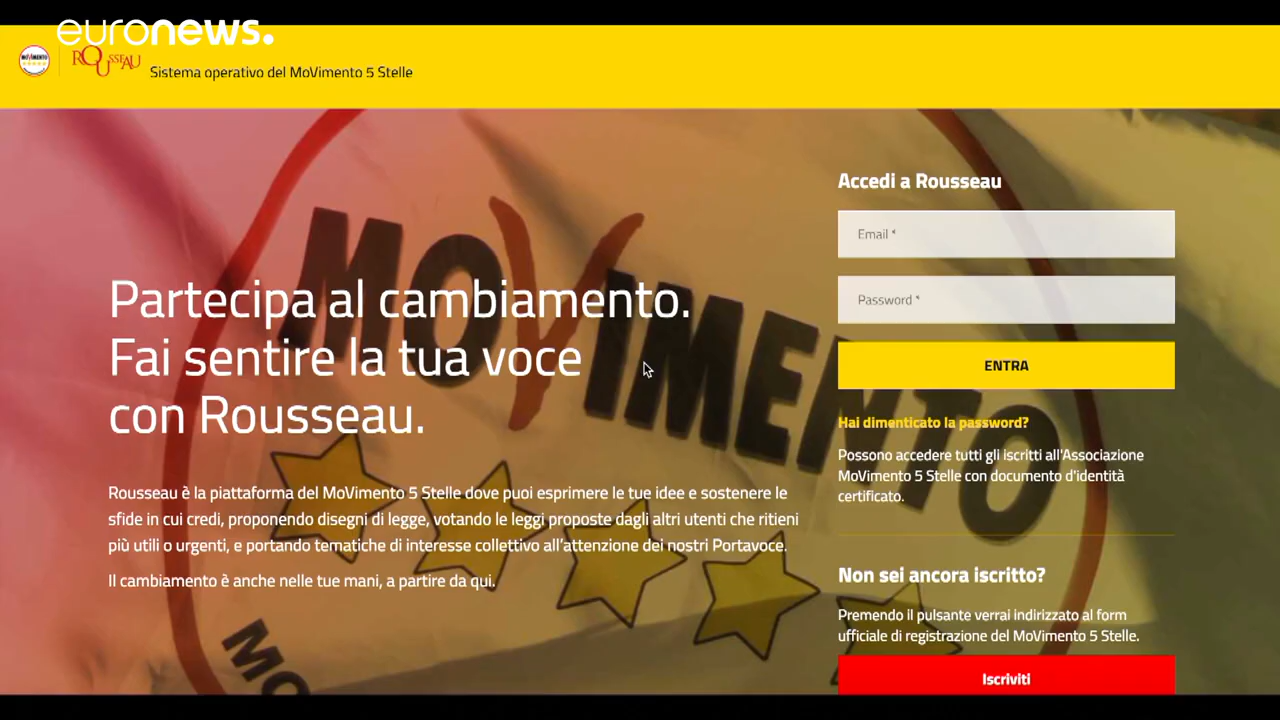 euronews.
MOVIMENTO
ROUSSEAU
Sistema operativo del MoVimento 5 Stelle
MOVIMENTO
Partecipa al cambiamento.
Fai sentire la tua voce
con Rousseau.
Rousseau è la piattaforma del MoVimento 5 Stelle dove puoi esprimere le tue idee e sostenere le
sfide in cui credi, proponendo disegni di legge, votando le leggi proposte dagli altri utenti che ritieni
più utili o urgenti, e portando tematiche di interesse collettivo all'attenzione dei nostri Portavoce.
Il cambiamento è anche nelle tue mani, a partire da qui.
MO
Accedi a Rousseau
Email *
Password *
ENTRA
Hai dimenticato la password?
Possono accedere tutti gli iscritti all'Associazione
MoVimento 5 Stelle con documento d'identità
certificato.
Non sei ancora iscritto?
Premendo il pulsante verrai indirizzato al form
ufficiale di registrazione del MoVimento 5 Stelle.
Iscriviti